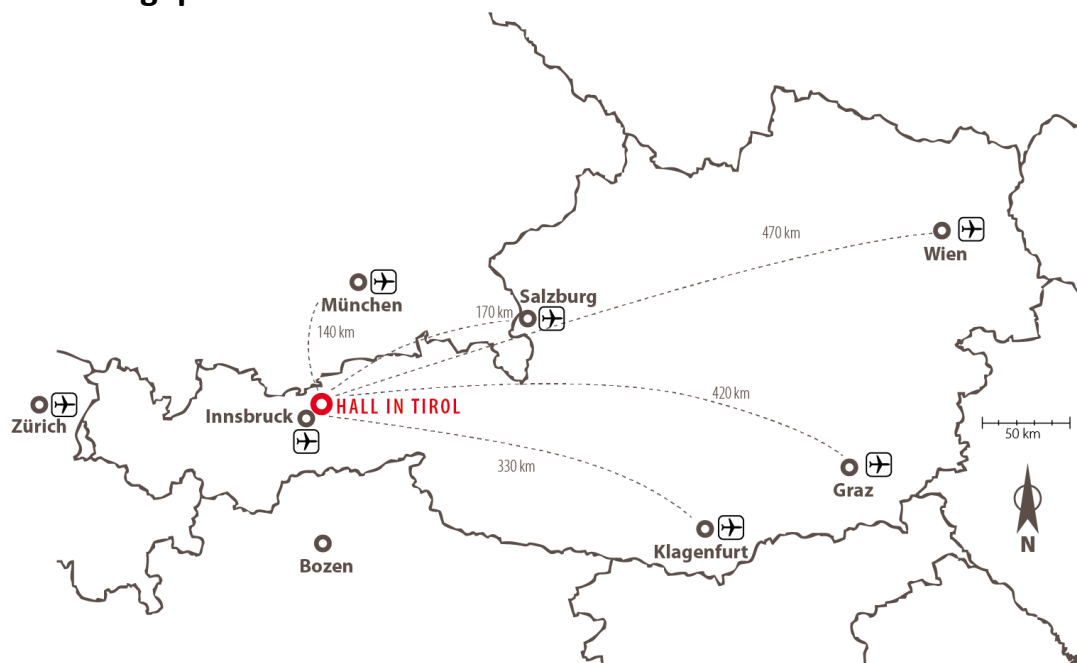 470 km
Wien
München
Salzburg
170 km
140 km
HALL IN TIROL
Innsbruck
Zürich
420 km
50 km
330 km
Graz
Klagenfurt
N
Bozen